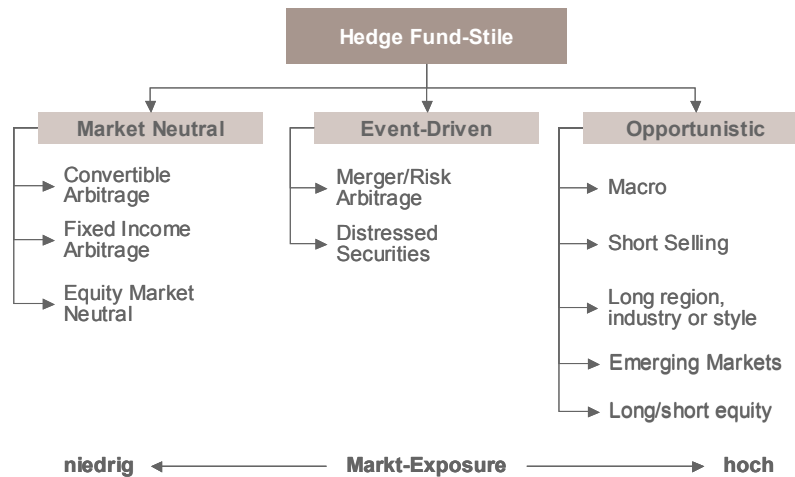 Hedge Fund-Stile
Market Neutral
Convertible
Arbitrage
Fixed Income
Arbitrage
Equity Market
Neutral
Event-Driven
Merger/Risk
Arbitrage
Distressed
Securities
Opportunistic
Macro
Short Selling
Long region,
industry or style
Emerging Markets
Long/short equity
niedrig Markt-Exposure hoch